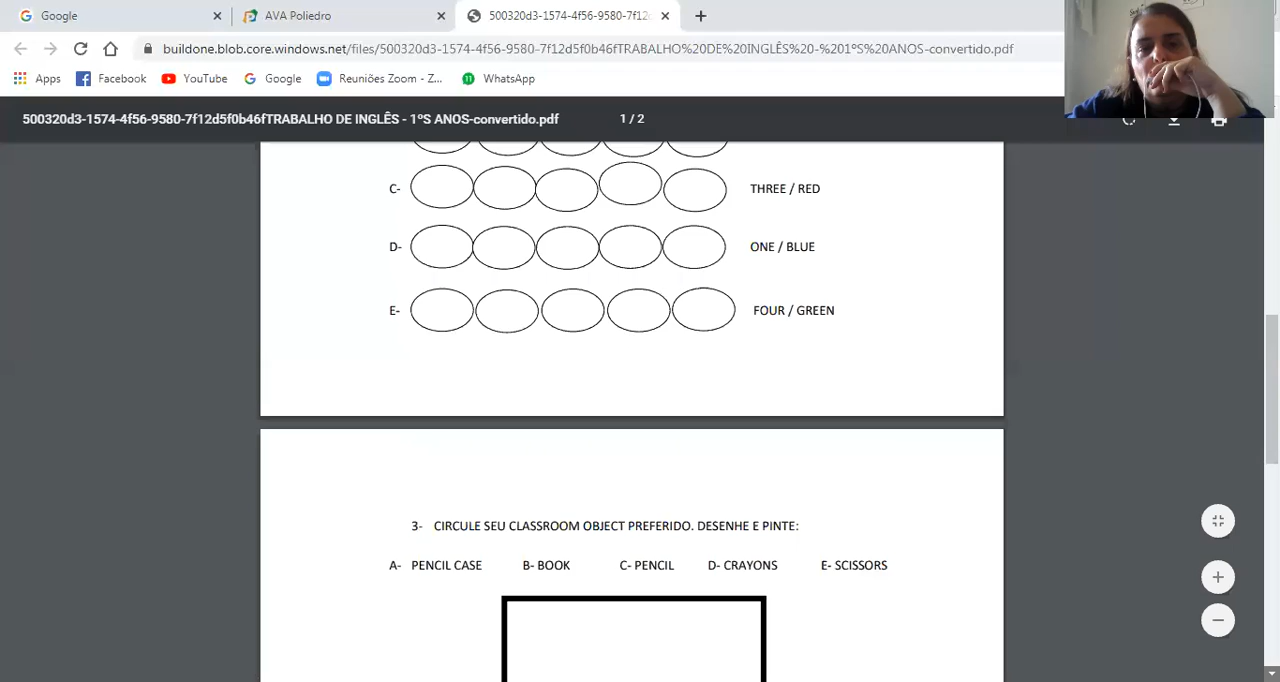 Google
AVA Poliedro
500320d3-1574-4f56-9580-7f12
buildone.blob.core.windows.net/files/500320d3-1574-4f56-9580-7f12d5f0b46fTRABALHO%20DE%20INGLÊS%20-%201ºS%20ANOS-convertido.pdf
Apps Facebook YouTube Google Reuniões Zoom - Z... 11 WhatsApp
500320d3-1574-4f56-9580-7f12d5f0b46fTRABALHO DE INGLÊS - 1ºS ANOS-convertido.pdf 1 / 2
C- THREE / RED
D- ONE / BLUE
E- FOUR / GREEN
3- CIRCULE SEU CLASSROOM OBJECT PREFERIDO. DESENHE E PINTE:
A- PENCIL CASE B- BOOK C- PENCIL D- CRAYONS E- SCISSORS